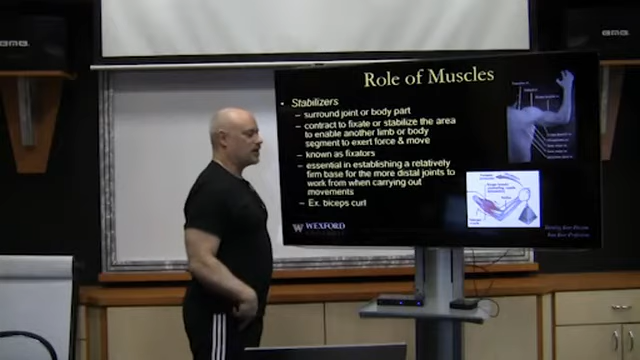 Role of Muscles
• Stabilizers
– surround joint or body part
– contract to fixate or stabilize the area
to enable another limb or body
segment to exert force & move
– known as fixators
– essential in establishing a relatively
firm base for the more distal joints to
work from when carrying out
movements
– Ex. biceps curl
W WEXFORD